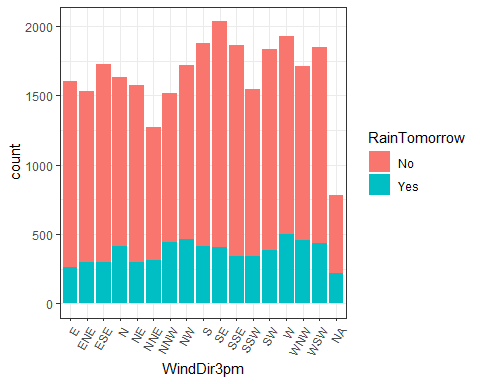 2000
1500
1000
500
0
count
E
ENE
ESE
N
NE
NNE
NNW
NW
S
SE
SSE
SSW
SW
W
WNW
WSW
NA
WindDir3pm
RainTomorrow
No
Yes